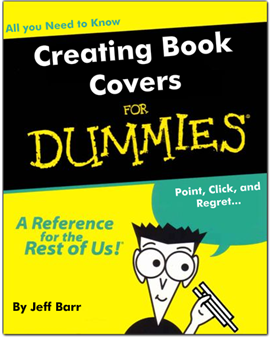 All you Need to Know
Creating Book
Covers
FOR
DUMMIES®
Point, Click, and
Regret...
A Reference
for the
Rest of Us!™
By Jeff Barr